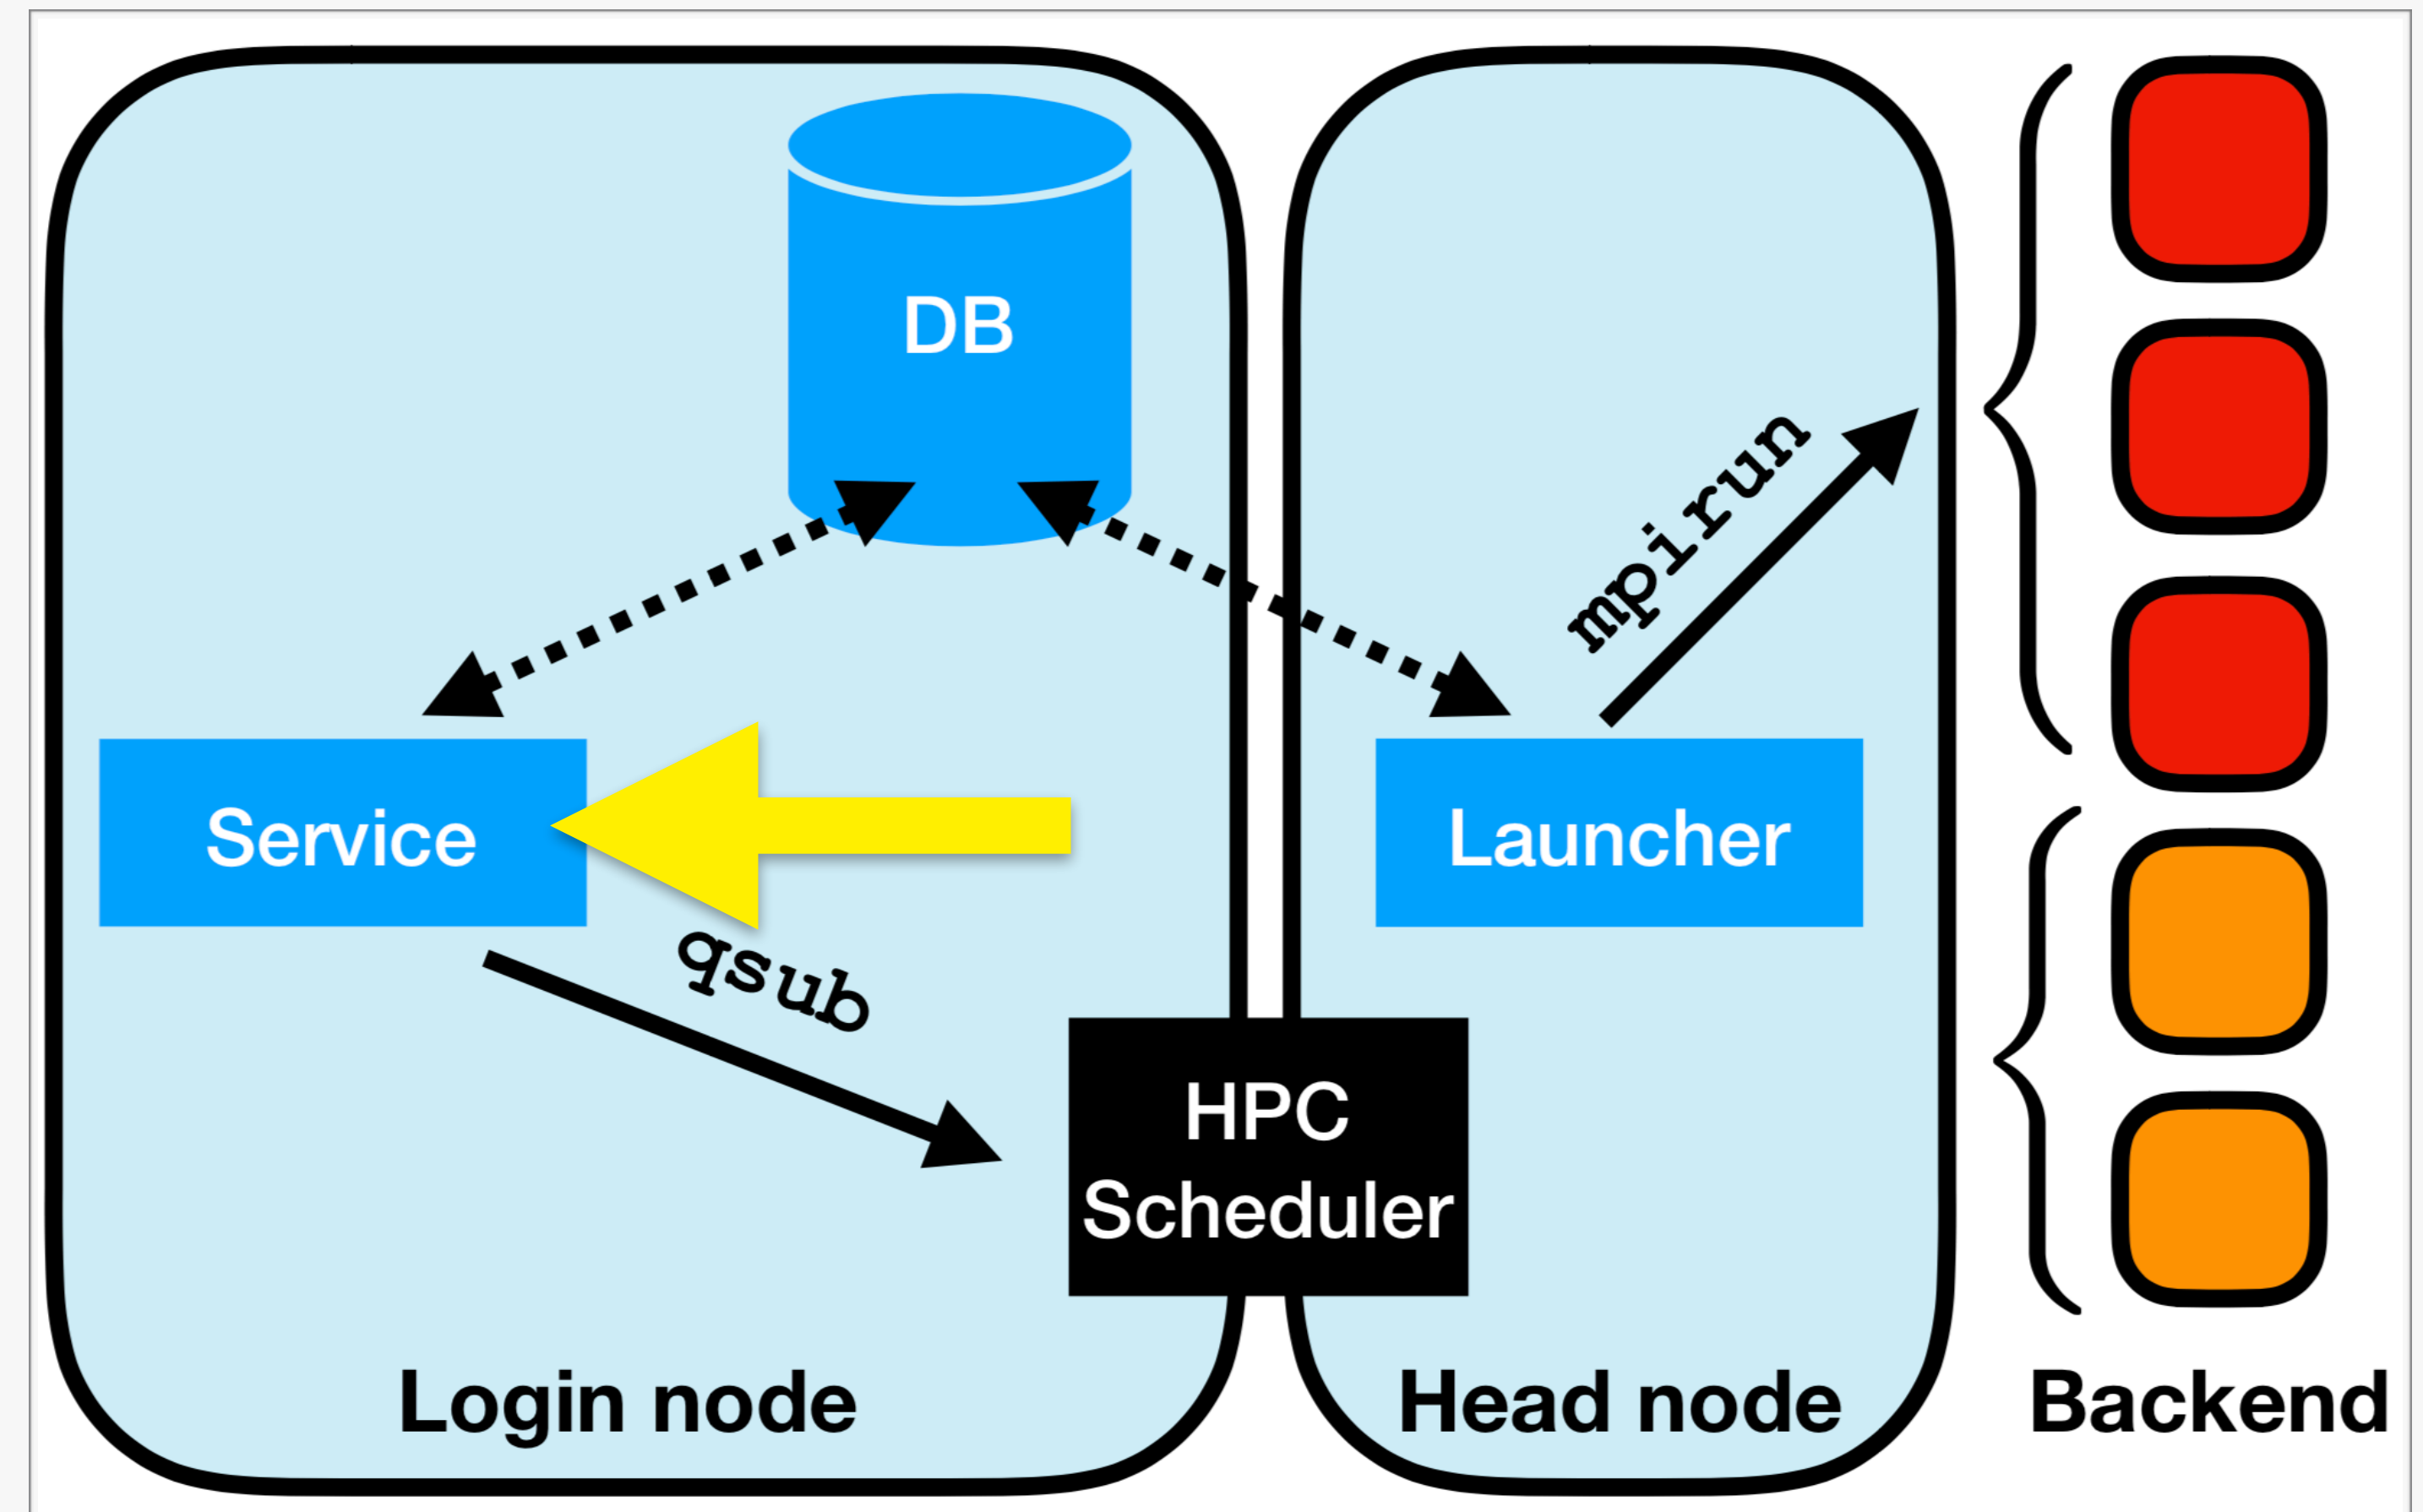 DB
mpirun
Service
Launcher
qsub
HPC
Scheduler
Login node
Head node
Backend